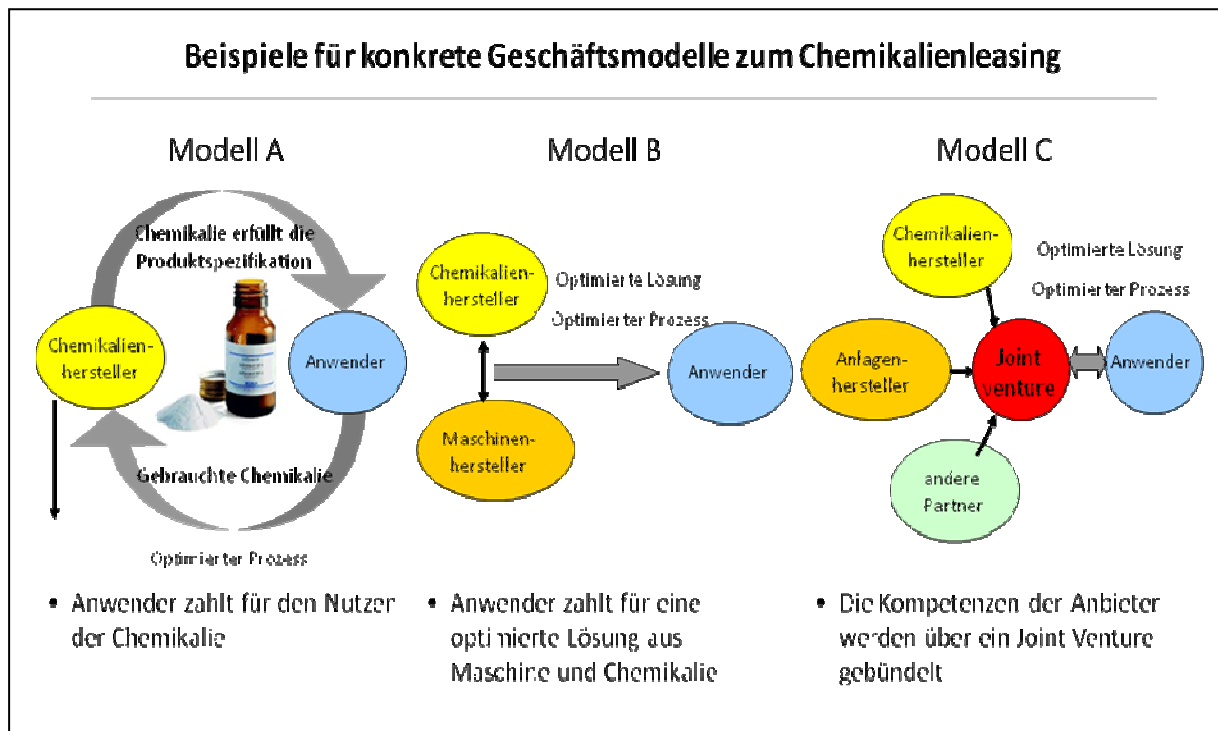 Beispiele für konkrete Geschäftsmodelle zum Chemikalienleasing
Modell A
Chemikalie erfüllt die
Produktspezifikation
Chemikalien-
hersteller
Anwender
Gebrauchte Chemikalie
Optimierter Prozess
• Anwender zahlt für den Nutzen
der Chemikalie
Modell B
Chemikalien-
hersteller
Optimierte Lösung
Optimierter Prozess
Anwender
Maschinen-
hersteller
• Anwender zahlt für eine
optimierte Lösung aus
Maschine und Chemikalie
Modell C
Chemikalien-
hersteller
Optimierte Lösung
Optimierter Prozess
Anlagen-
hersteller
Joint
venture
Anwender
andere
Partner
• Die Kompetenzen der Anbieter
werden über ein Joint Venture
gebündelt